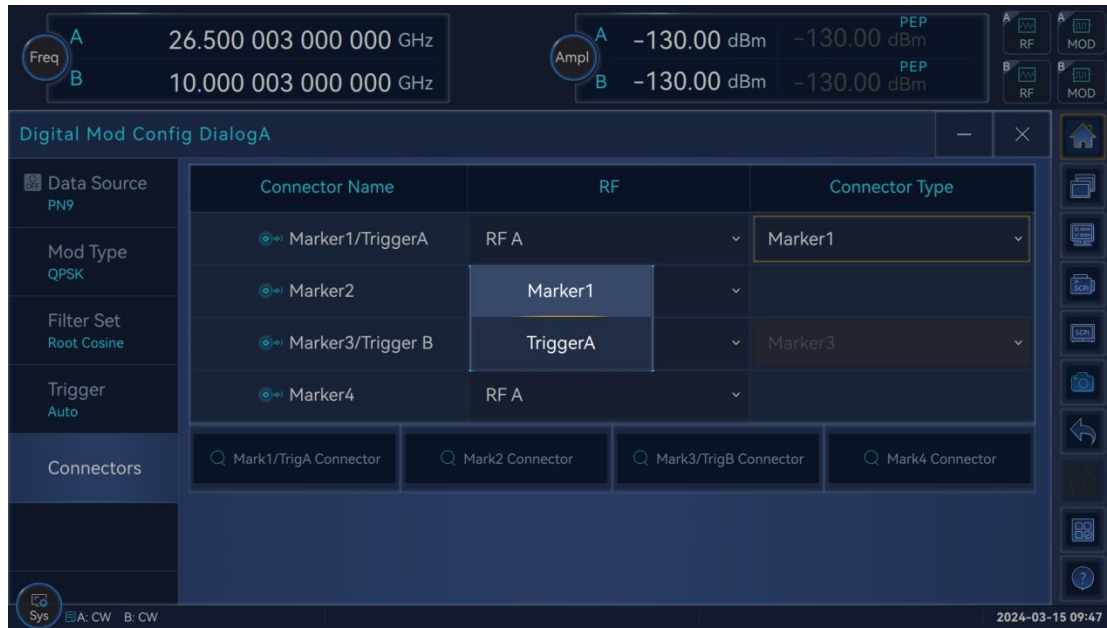 A 26.500 003 000 000 GHz
Freq
B 10.000 003 000 000 GHz
A -130.00 dBm PEP -130.00 dBm
Ampl
B -130.00 dBm PEP -130.00 dBm
A RF
A MOD
B RF
B MOD
Digital Mod Config DialogA
Data Source
PN9
Mod Type
QPSK
Filter Set
Root Cosine
Trigger
Auto
Connectors
Connector Name RF Connector Type
Marker1/TriggerA RF A Marker1
Marker2 Marker1
Marker3/Trigger B TriggerA Marker3
Marker4 RF A
Mark1/TrigA Connector Mark2 Connector Mark3/TrigB Connector Mark4 Connector
SCPI
SCPI
Sys A: CW B: CW 2024-03-15 09:47